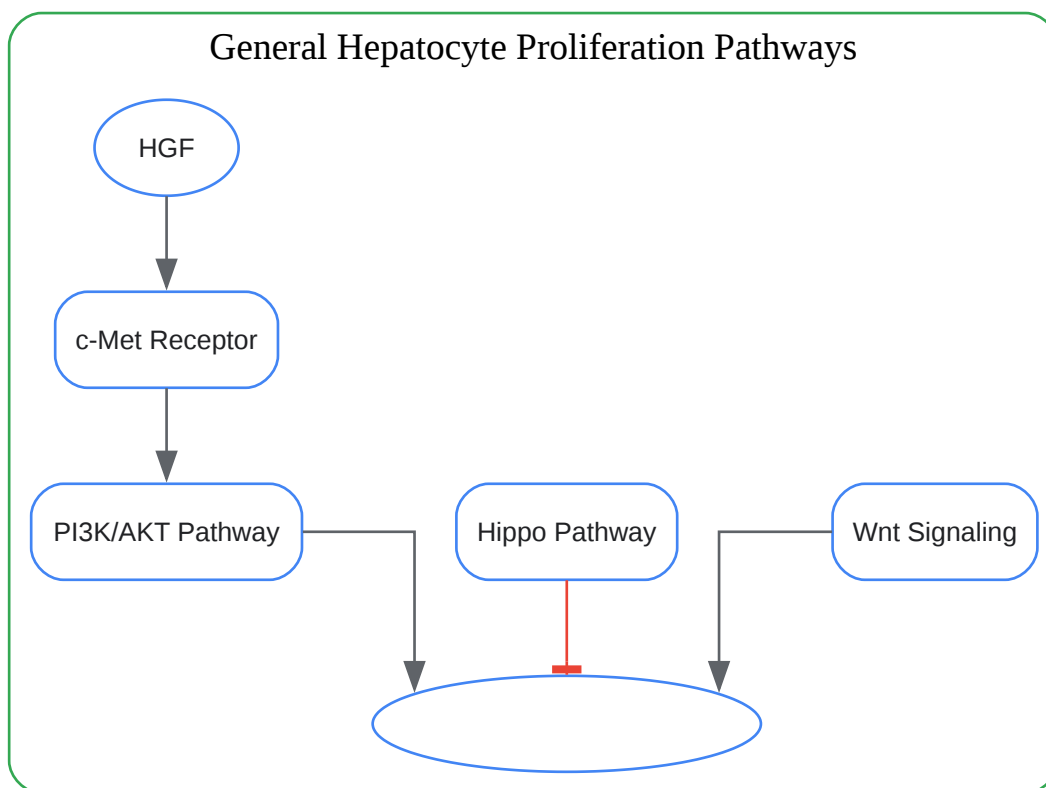 General Hepatocyte Proliferation Pathways
HGF
c-Met Receptor
PI3K/AKT Pathway
Hippo Pathway
Wnt Signaling